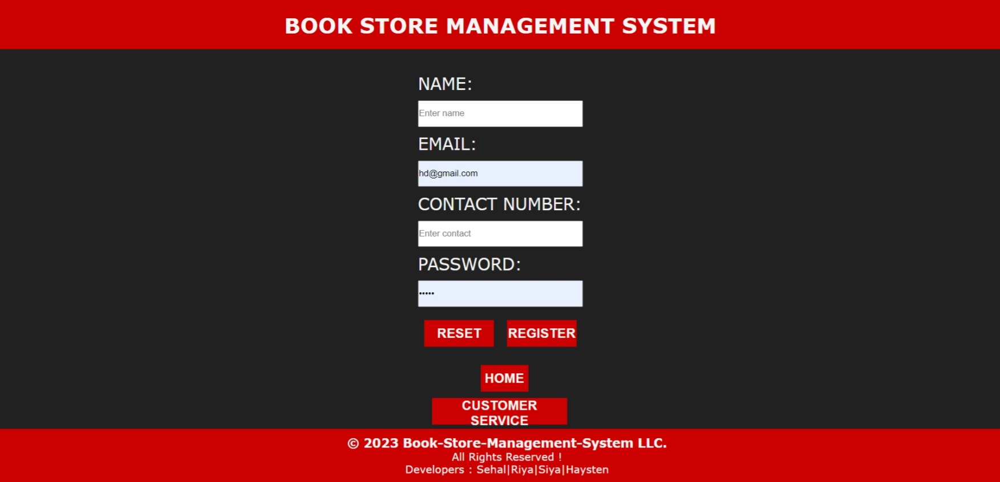 BOOK STORE MANAGEMENT SYSTEM
NAME:
Enter name
EMAIL:
hd@gmail.com
CONTACT NUMBER:
Enter contact
PASSWORD:
•••••
RESET REGISTER
HOME
CUSTOMER
SERVICE
© 2023 Book-Store-Management-System LLC.
All Rights Reserved !
Developers : Sehal|Riya|Siya|Haysten